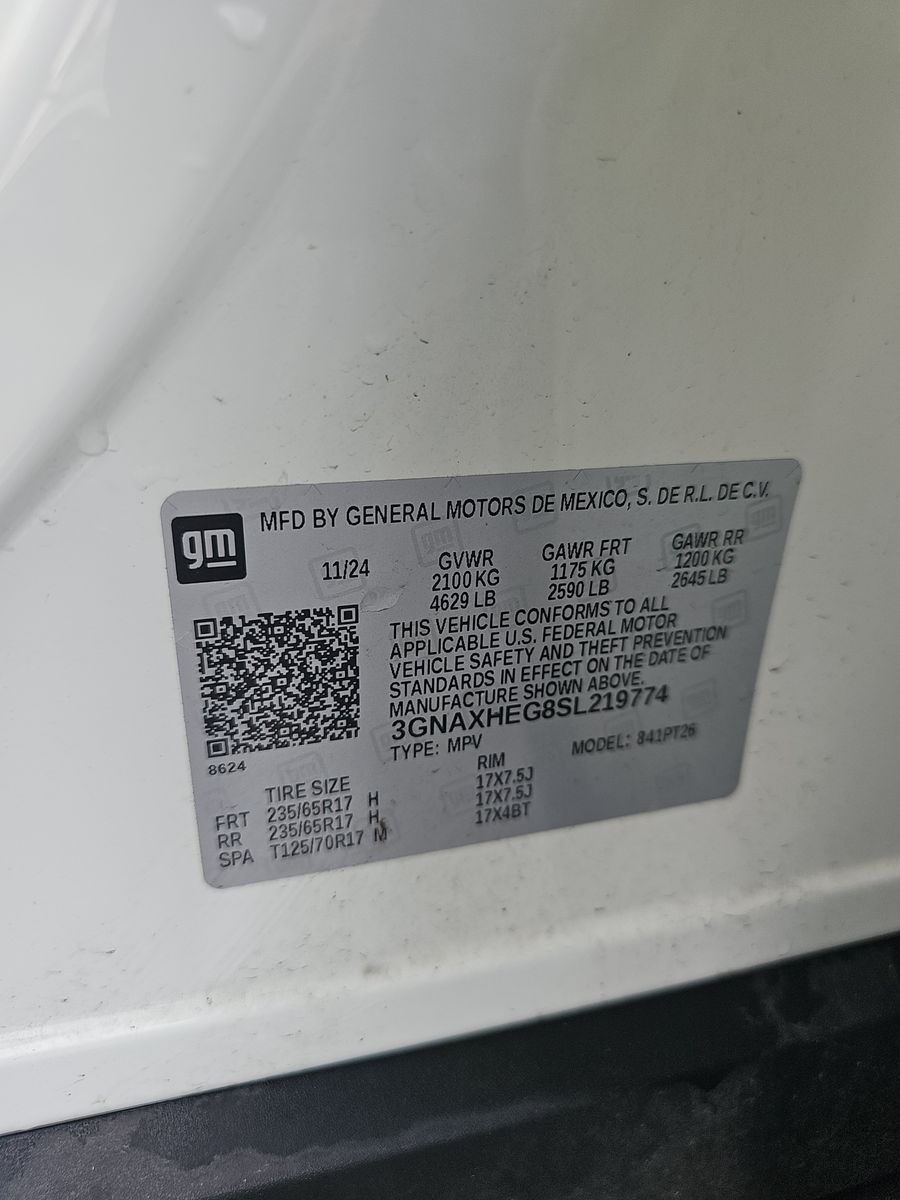 gm
MFD BY GENERAL MOTORS DE MEXICO, S. DE R.L. DE C.V.
11/24 GVWR GAWR FRT GAWR RR
2100 KG 1175 KG 1200 KG
4629 LB 2590 LB 2645 LB
THIS VEHICLE CONFORMS TO ALL
APPLICABLE U.S. FEDERAL MOTOR
VEHICLE SAFETY AND THEFT PREVENTION
STANDARDS IN EFFECT ON THE DATE OF
MANUFACTURE SHOWN ABOVE.
3GNAXHEG8SL219774
TYPE: MPV MODEL: 841PT26
8624
TIRE SIZE RIM
FRT 235/65R17 H 17X7.5J
RR 235/65R17 H 17X7.5J
SPA T125/70R17 M 17X4BT